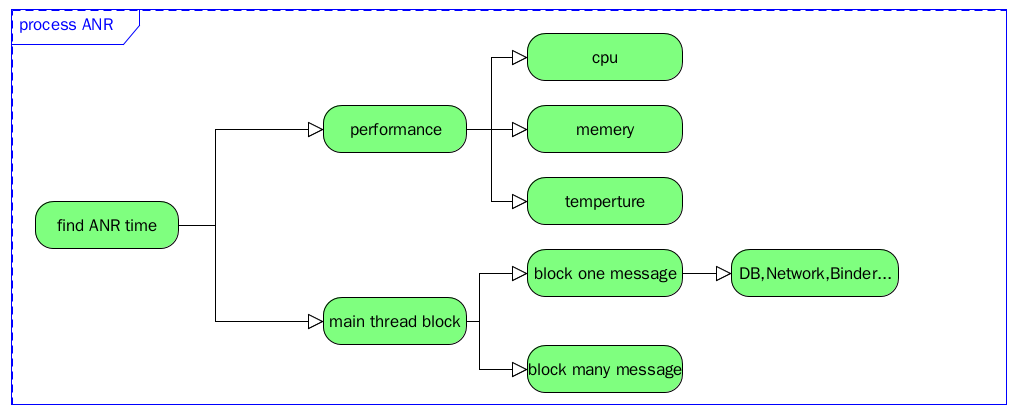 process ANR
cpu
performance
memery
temperture
find ANR time
block one message
DB,Network,Binder...
main thread block
block many message